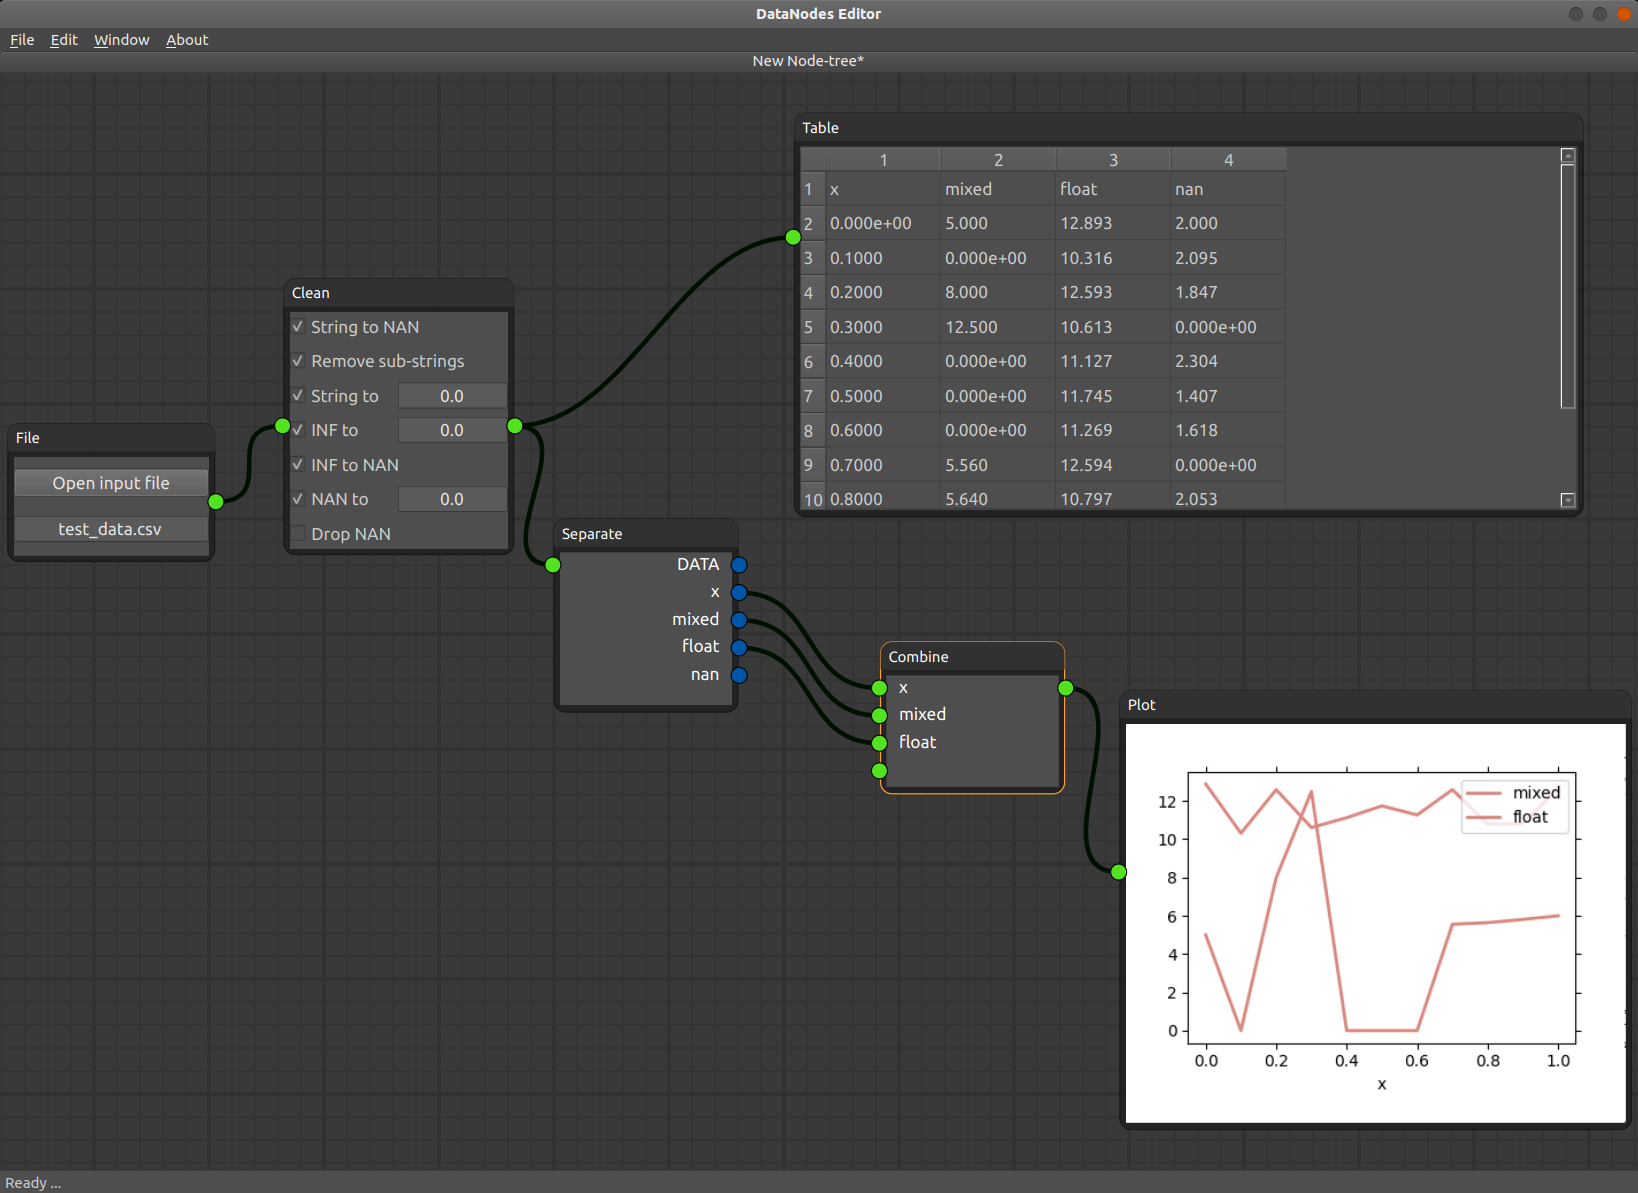 DataNodes Editor
File Edit Window About
New Node-tree*
Table
1 2 3 4
1 x mixed float nan
2 0.000e+00 5.000 12.893 2.000
3 0.1000 0.000e+00 10.316 2.095
4 0.2000 8.000 12.593 1.847
5 0.3000 12.500 10.613 0.000e+00
6 0.4000 0.000e+00 11.127 2.304
7 0.5000 0.000e+00 11.745 1.407
8 0.6000 0.000e+00 11.269 1.618
9 0.7000 5.560 12.594 0.000e+00
10 0.8000 5.640 10.797 2.053
Clean
String to NAN
Remove sub-strings
String to 0.0
INF to 0.0
INF to NAN
NAN to 0.0
Drop NAN
File
Open input file
test_data.csv
Separate
DATA
x
mixed
float
nan
Combine
x
mixed
float
Plot
mixed
float
12
10
8
6
4
2
0
0.0 0.2 0.4 0.6 0.8 1.0
x
Ready ...